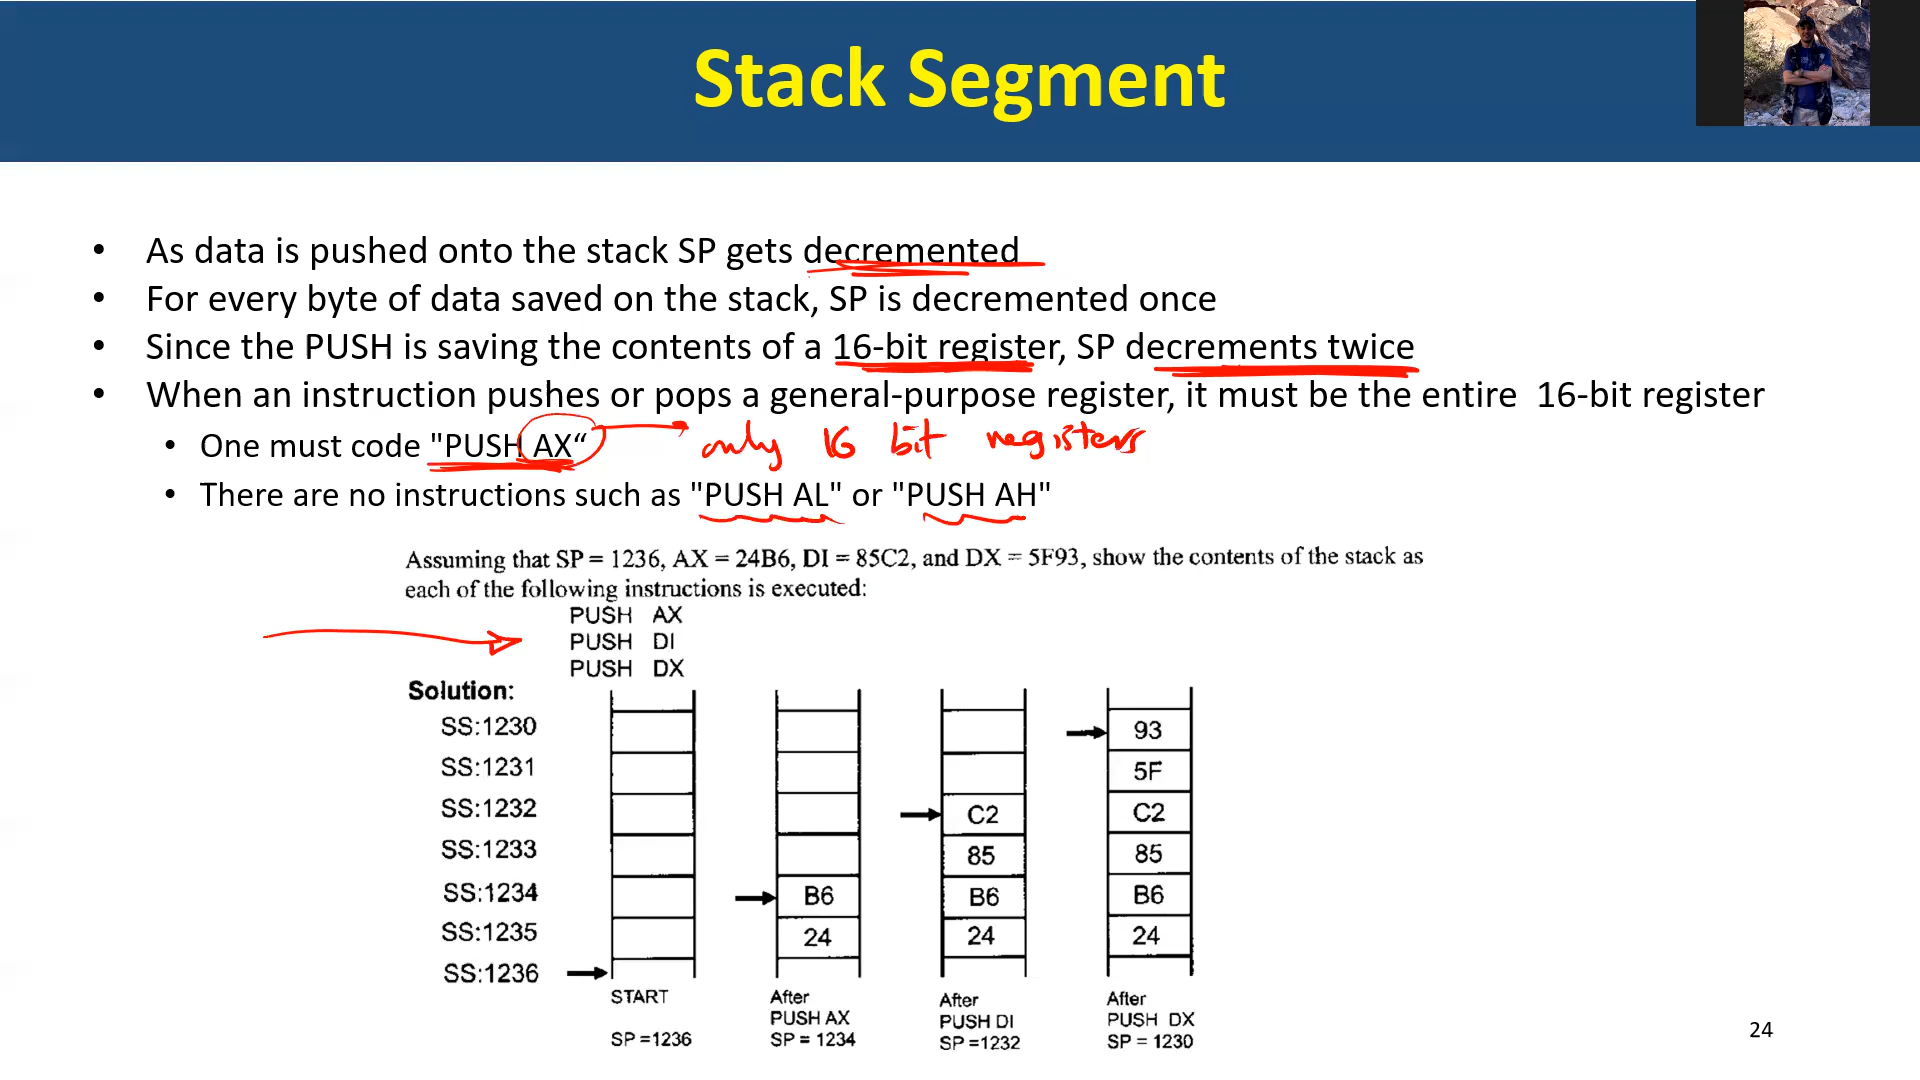 Stack Segment
• As data is pushed onto the stack SP gets decremented
• For every byte of data saved on the stack, SP is decremented once
• Since the PUSH is saving the contents of a 16-bit register, SP decrements twice
• When an instruction pushes or pops a general-purpose register, it must be the entire 16-bit register
• One must code "PUSH AX“ only 16 bit registers
• There are no instructions such as "PUSH AL" or "PUSH AH"
Assuming that SP = 1236, AX = 24B6, DI = 85C2, and DX = 5F93, show the contents of the stack as
each of the following instructions is executed:
PUSH AX
PUSH DI
PUSH DX
Solution:
SS:1230 93
SS:1231 5F
SS:1232 C2 C2
SS:1233 85 85
SS:1234 B6 B6 B6
SS:1235 24 24 24
SS:1236
START After After After
PUSH AX PUSH DI PUSH DX
SP =1236 SP = 1234 SP =1232 SP = 1230
24